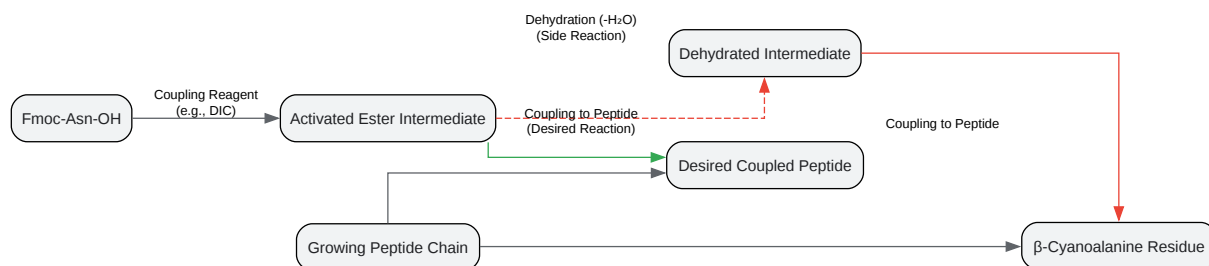 Dehydration (-H₂O)
(Side Reaction)
Dehydrated Intermediate
Coupling Reagent
(e.g., DIC)
Fmoc-Asn-OH
Activated Ester Intermediate
Coupling to Peptide
(Desired Reaction)
Coupling to Peptide
Desired Coupled Peptide
Growing Peptide Chain
β-Cyanoalanine Residue